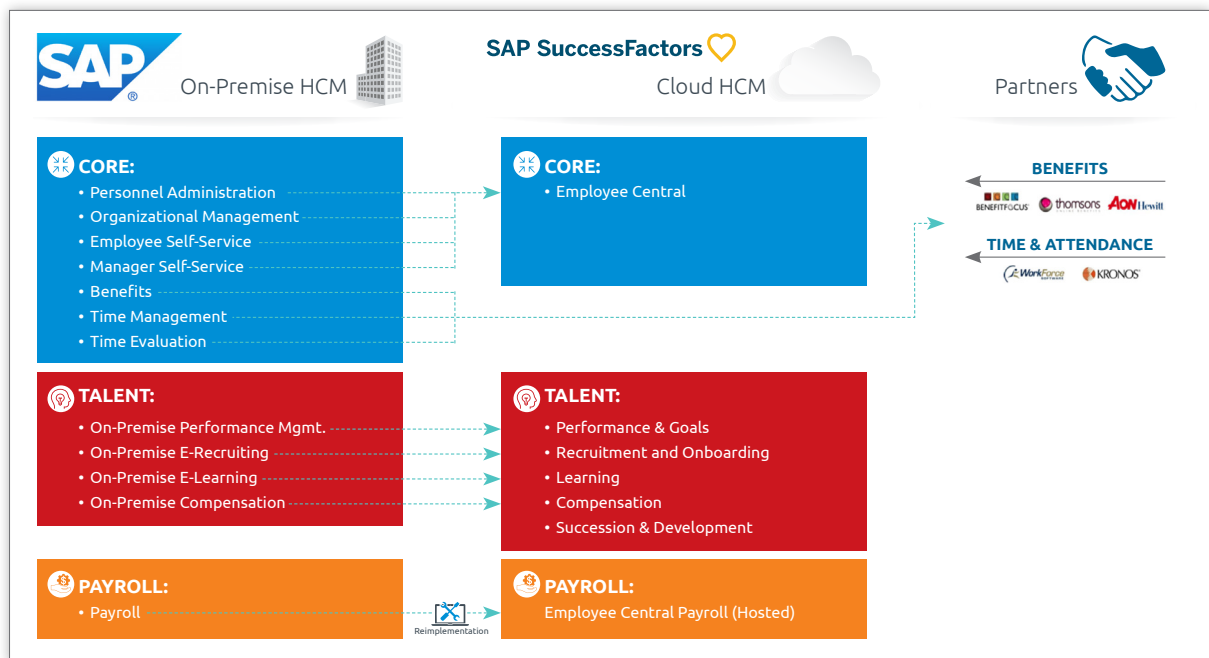 SAP
®
On-Premise HCM
SAP SuccessFactors
Cloud HCM
Partners
CORE:
• Personnel Administration
• Organizational Management
• Employee Self-Service
• Manager Self-Service
• Benefits
• Time Management
• Time Evaluation
CORE:
• Employee Central
BENEFITS
BENEFITFOCUS
thomsons
AON Hewitt
TIME & ATTENDANCE
WorkForce
SOFTWARE
KRONOS
TALENT:
• On-Premise Performance Mgmt.
• On-Premise E-Recruiting
• On-Premise E-Learning
• On-Premise Compensation
TALENT:
• Performance & Goals
• Recruitment and Onboarding
• Learning
• Compensation
• Succession & Development
PAYROLL:
• Payroll
Reimplementation
PAYROLL:
Employee Central Payroll (Hosted)